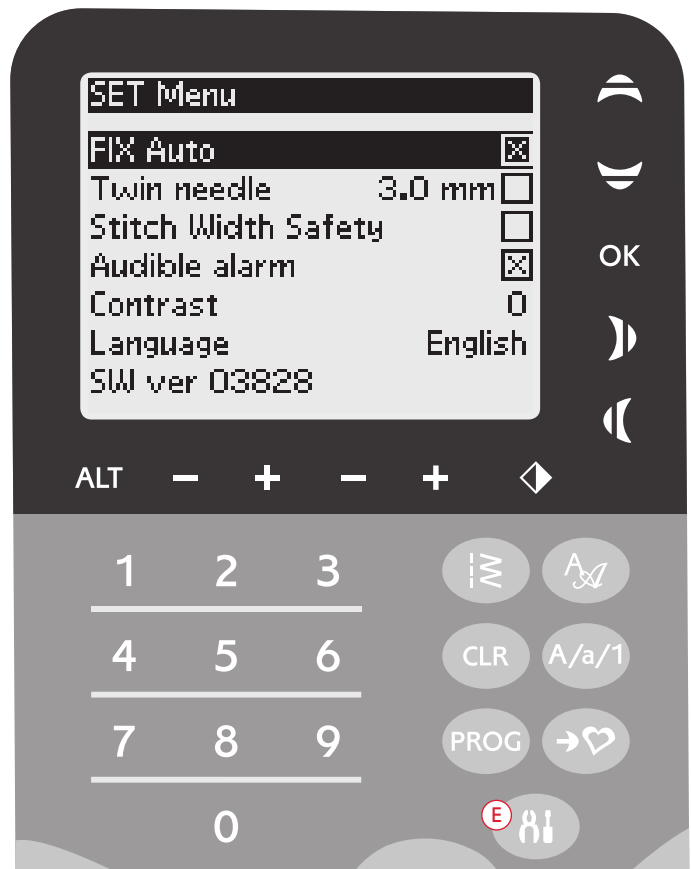 SET Menu
FIX Auto
Twin needle 3.0 mm
Stitch Width Safety
Audible alarm
Contrast 0
Language English
SW ver 03828
OK
ALT - + - +
1 2 3
4 5 6
CLR A/a/1
7 8 9
PROG
0
E